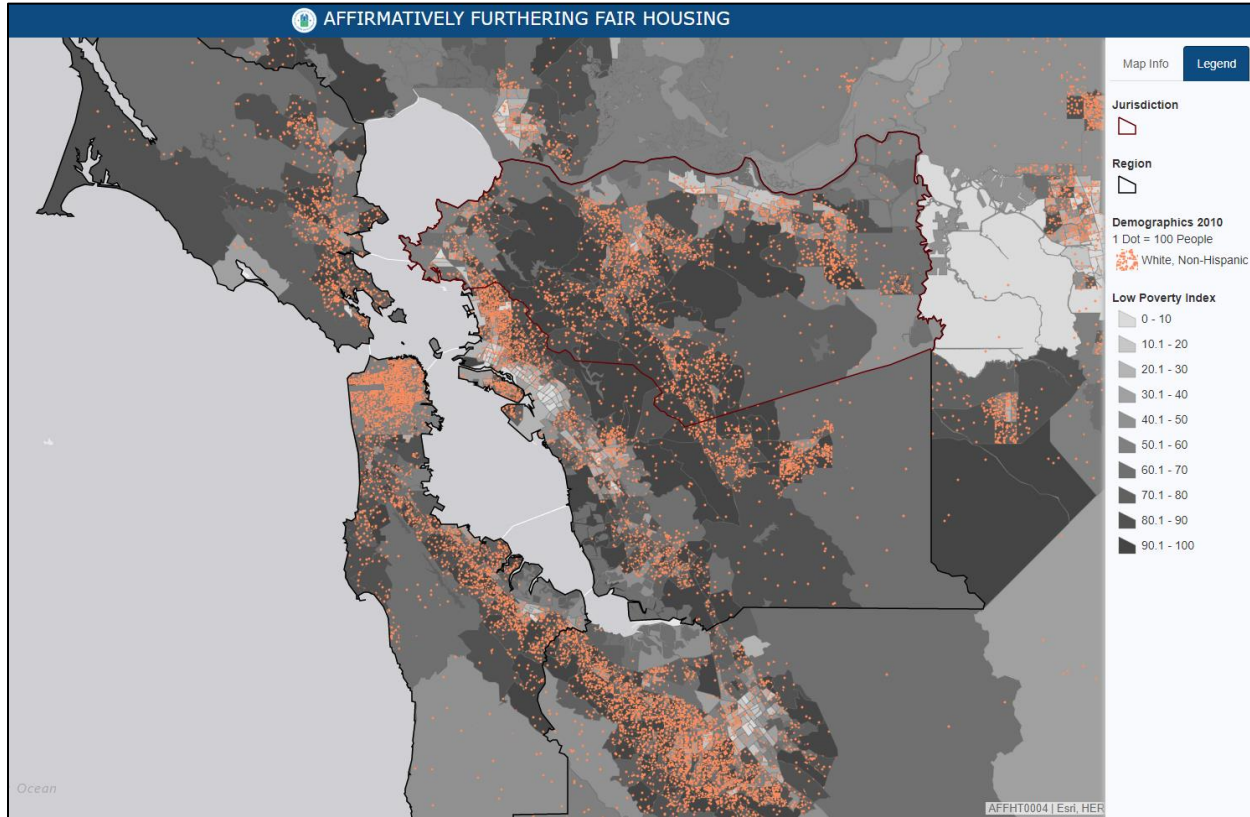 AFFIRMATIVELY FURTHERING FAIR HOUSING
Map Info
Legend
Jurisdiction
Region
Demographics 2010
1 Dot = 100 People
White, Non-Hispanic
Low Poverty Index
0 - 10
10.1 - 20
20.1 - 30
30.1 - 40
40.1 - 50
50.1 - 60
60.1 - 70
70.1 - 80
80.1 - 90
90.1 - 100
Ocean
AFFHT0004 | Esri, HER